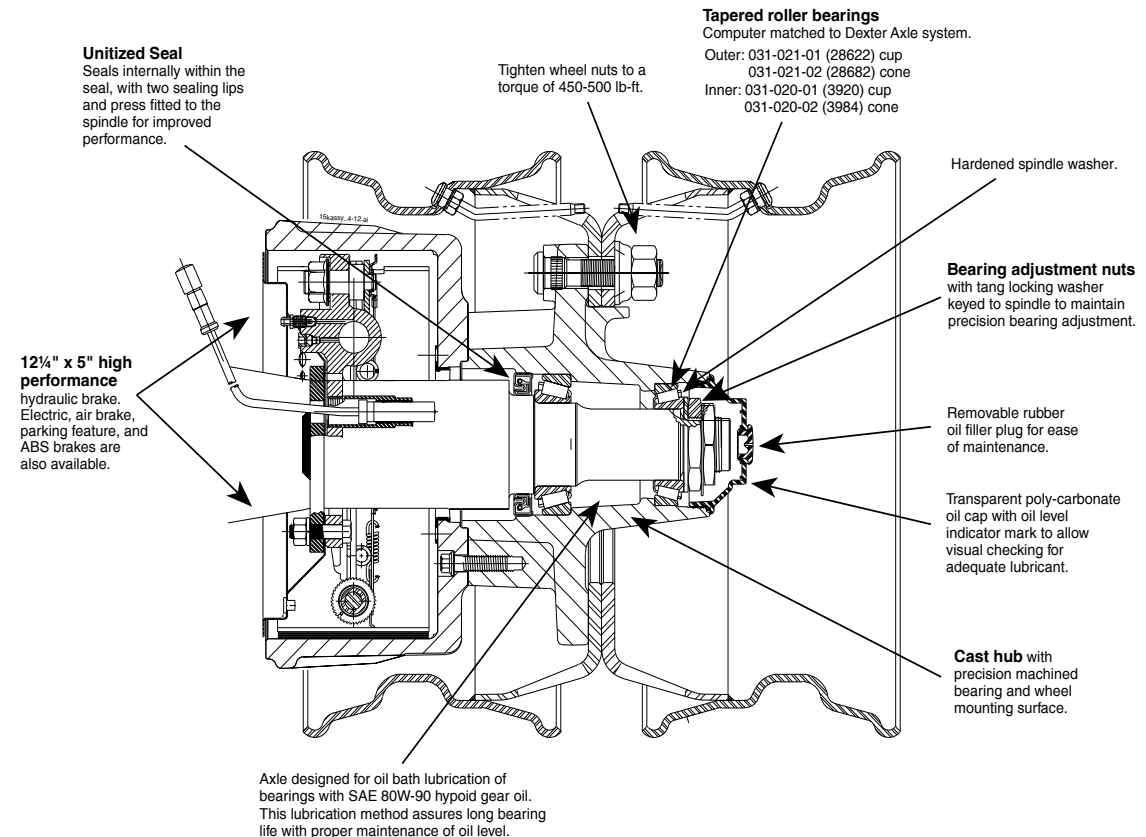 Tapered roller bearings
Computer matched to Dexter Axle system.
Outer: 031-021-01 (28622) cup
031-021-02 (28682) cone
Inner: 031-020-01 (3920) cup
031-020-02 (3984) cone
Unitized Seal
Seals internally within the
seal, with two sealing lips
and press fitted to the
spindle for improved
performance.
Tighten wheel nuts to a
torque of 450-500 lb-ft.
Hardened spindle washer.
15kassy_4-12.ai
Bearing adjustment nuts
with tang locking washer
keyed to spindle to maintain
precision bearing adjustment.
12¼" x 5" high
performance
hydraulic brake.
Electric, air brake,
parking feature, and
ABS brakes are
also available.
Removable rubber
oil filler plug for ease
of maintenance.
Transparent poly-carbonate
oil cap with oil level
indicator mark to allow
visual checking for
adequate lubricant.
Cast hub with
precision machined
bearing and wheel
mounting surface.
Axle designed for oil bath lubrication of
bearings with SAE 80W-90 hypoid gear oil.
This lubrication method assures long bearing
life with proper maintenance of oil level.